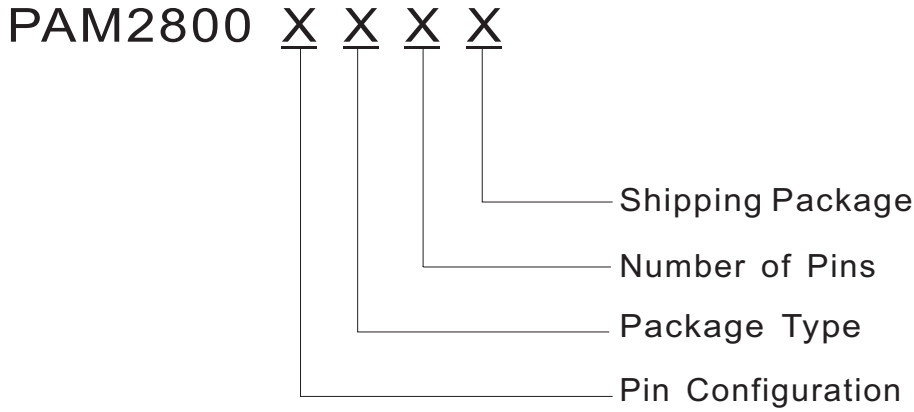 PAM2800 X X X X
Shipping Package
Number of Pins
Package Type
Pin Configuration